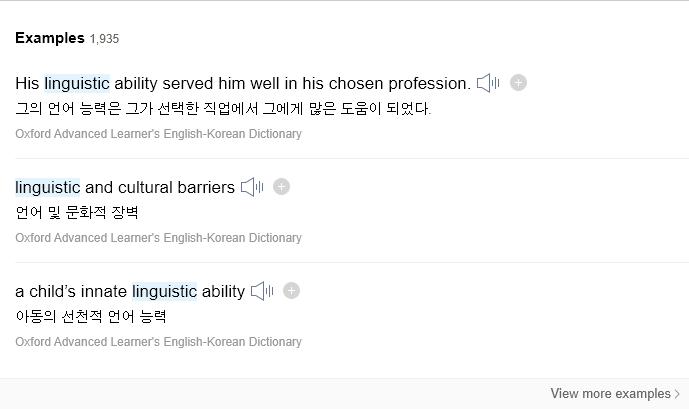 Examples 1,935
His linguistic ability served him well in his chosen profession.
그의 언어 능력은 그가 선택한 직업에서 그에게 많은 도움이 되었다.
Oxford Advanced Learner's English-Korean Dictionary
linguistic and cultural barriers
언어 및 문화적 장벽
Oxford Advanced Learner's English-Korean Dictionary
a child’s innate linguistic ability
아동의 선천적 언어 능력
Oxford Advanced Learner's English-Korean Dictionary
View more examples